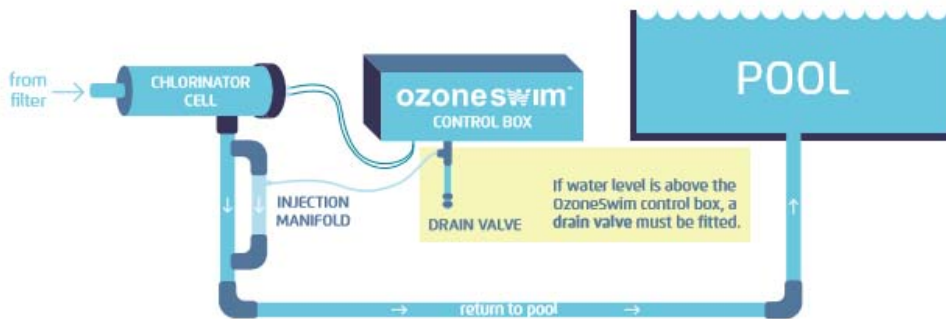 from
filter
CHLORINATOR
CELL
ozoneswim™
CONTROL BOX
POOL
INJECTION
MANIFOLD
DRAIN VALVE
If water level is above the
OzoneSwim control box, a
drain valve must be fitted.
return to pool